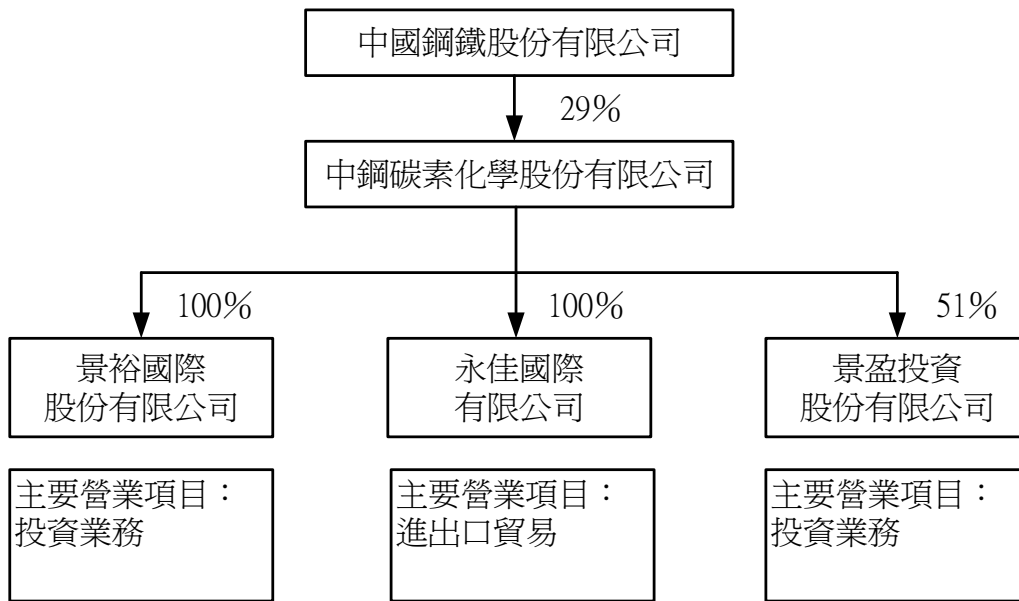 中國鋼鐵股份有限公司
29%
中鋼碳素化學股份有限公司
100%
100%
51%
景裕國際
股份有限公司
永佳國際
有限公司
景盈投資
股份有限公司
主要營業項目：
投資業務
主要營業項目：
進出口貿易
主要營業項目：
投資業務